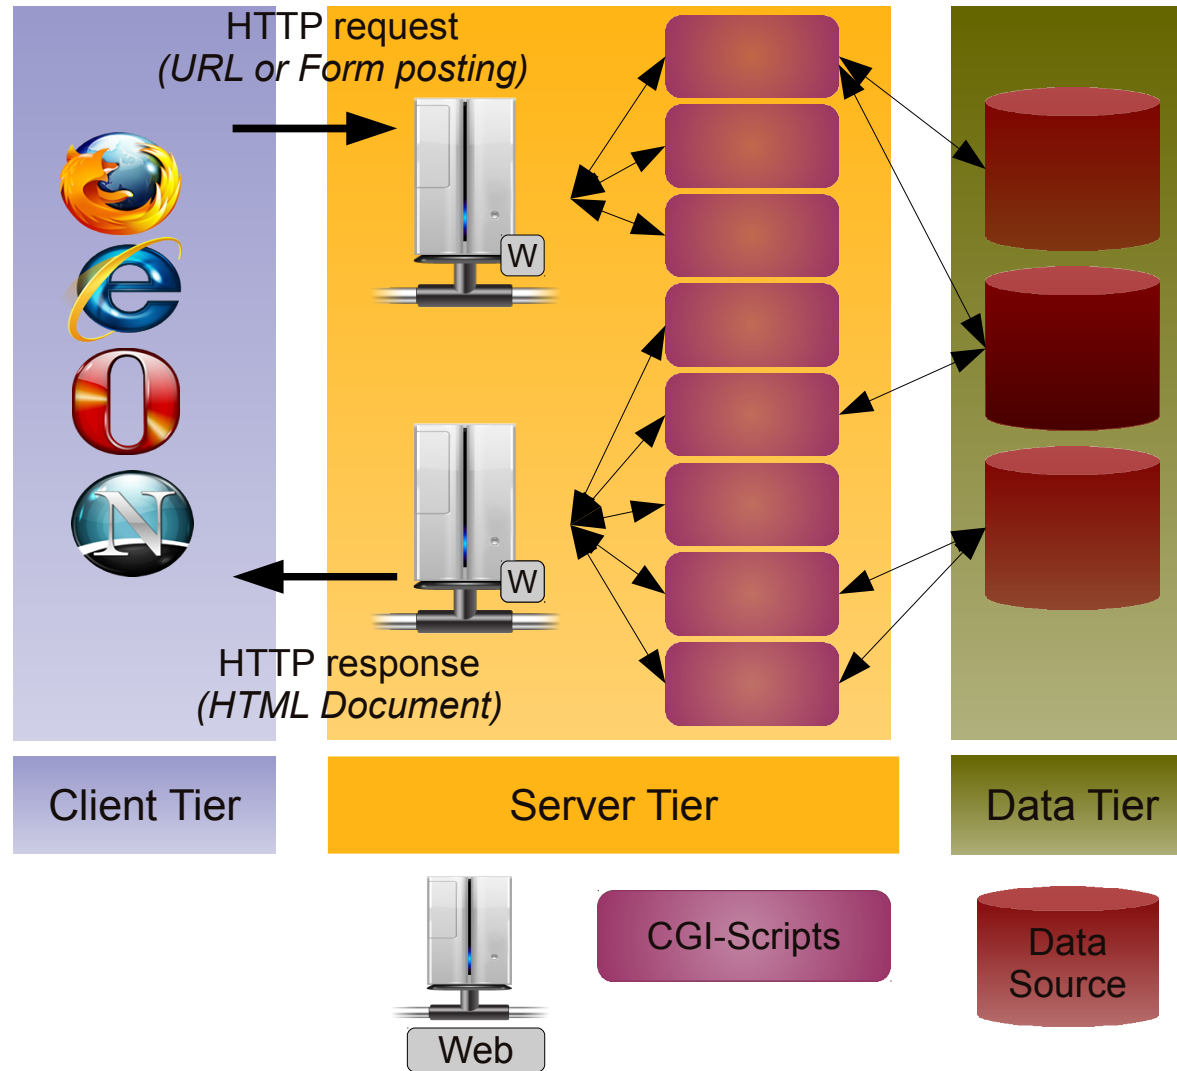 HTTP request
(URL or Form posting)
W
W
HTTP response
(HTML Document)
Client Tier
Server Tier
Data Tier
CGI-Scripts
Data
Source
Web
N